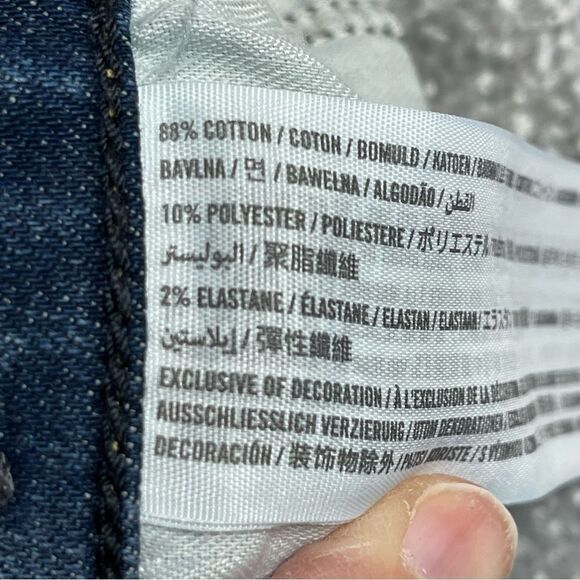 88% COTTON / COTON / BOMULD / KATOEN /
BAVLNA / 면 / BAWEŁNA / ALGODÃO / القطن
10% POLYESTER / POLIESTERE / ポリエステル
البوليستر / 聚脂纖維
2% ELASTANE / ÉLASTANE / ELASTAN / ELASTAAN /
إيلاستين / 彈性纖維
EXCLUSIVE OF DECORATION / À L'EXCLUSION DE LA
AUSSCHLIESSLICH VERZIERUNG / UTOM DEKORATIONEN /
DECORACIÓN / 装饰物除外 /